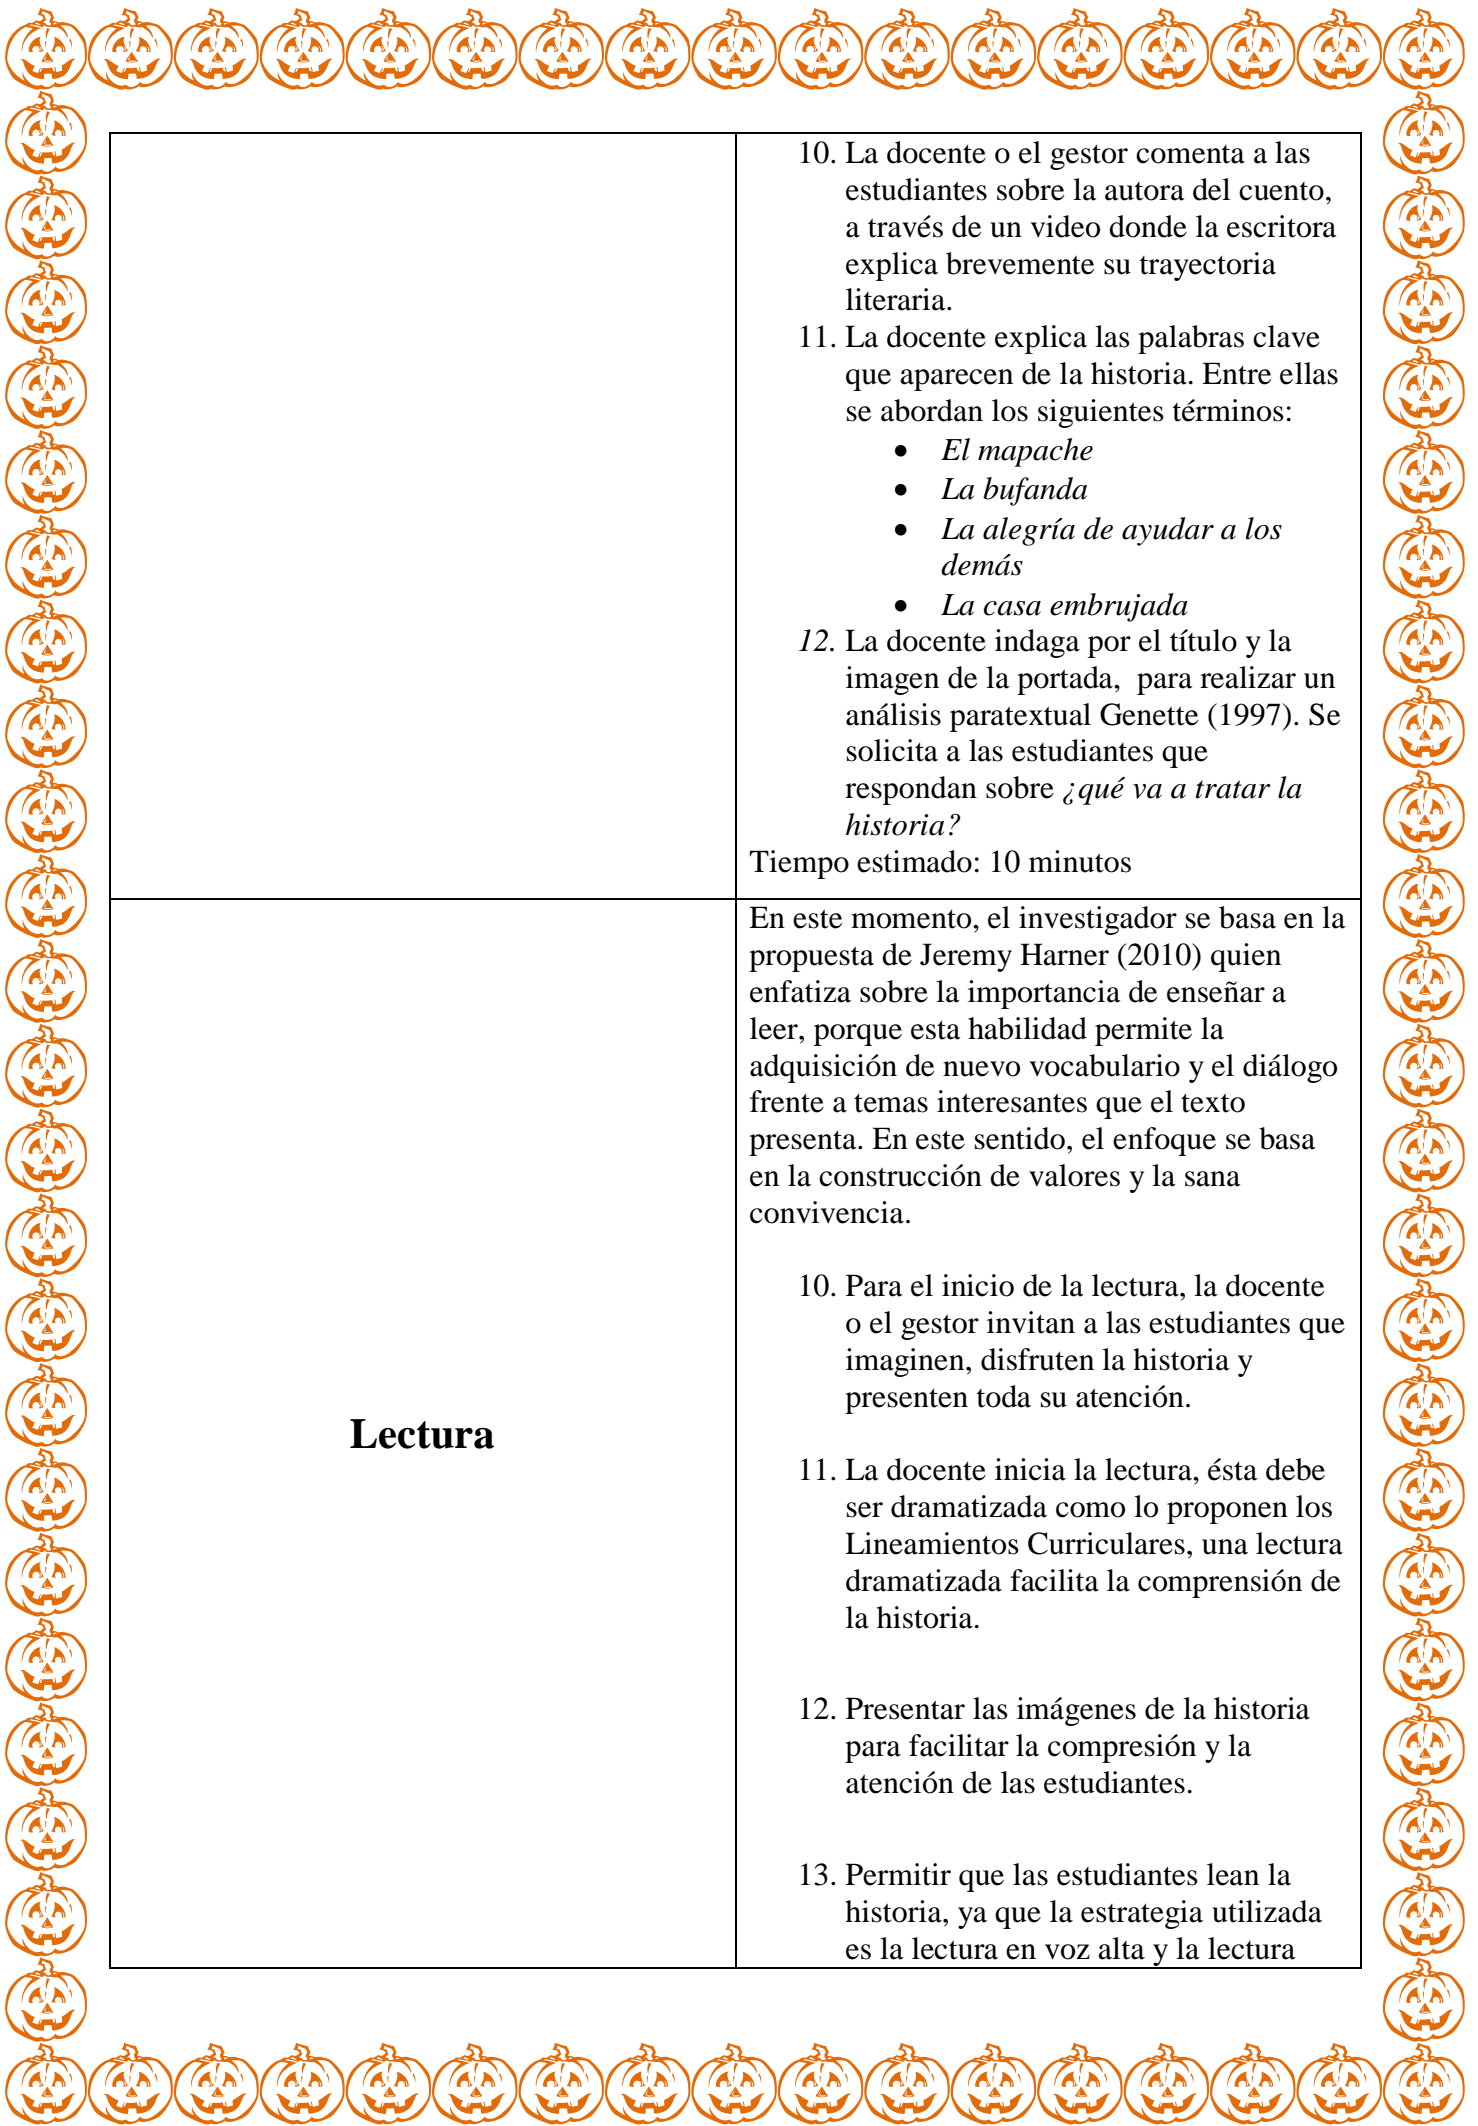 10. La docente o el gestor comenta a las
estudiantes sobre la autora del cuento,
a través de un video donde la escritora
explica brevemente su trayectoria
literaria.
11. La docente explica las palabras clave
que aparecen de la historia. Entre ellas
se abordan los siguientes términos:
• El mapache
• La bufanda
• La alegría de ayudar a los
demás
• La casa embrujada
12. La docente indaga por el título y la
imagen de la portada, para realizar un
análisis paratextual Genette (1997). Se
solicita a las estudiantes que
respondan sobre ¿qué va a tratar la
historia?
Tiempo estimado: 10 minutos
Lectura
En este momento, el investigador se basa en la
propuesta de Jeremy Harner (2010) quien
enfatiza sobre la importancia de enseñar a
leer, porque esta habilidad permite la
adquisición de nuevo vocabulario y el diálogo
frente a temas interesantes que el texto
presenta. En este sentido, el enfoque se basa
en la construcción de valores y la sana
convivencia.
10. Para el inicio de la lectura, la docente
o el gestor invitan a las estudiantes que
imaginen, disfruten la historia y
presenten toda su atención.
11. La docente inicia la lectura, ésta debe
ser dramatizada como lo proponen los
Lineamientos Curriculares, una lectura
dramatizada facilita la comprensión de
la historia.
12. Presentar las imágenes de la historia
para facilitar la compresión y la
atención de las estudiantes.
13. Permitir que las estudiantes lean la
historia, ya que la estrategia utilizada
es la lectura en voz alta y la lectura